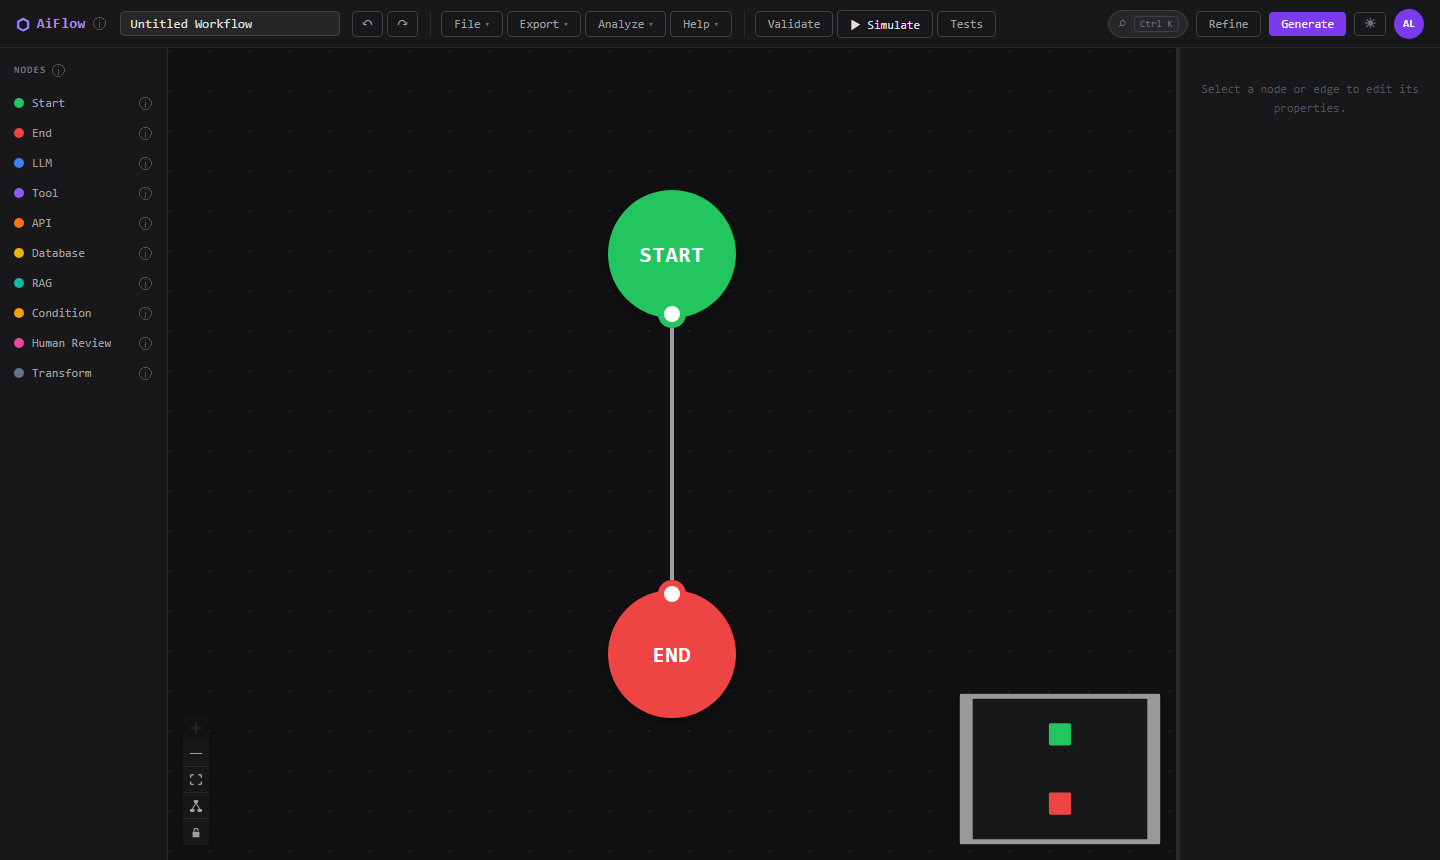 AiFlow
Untitled Workflow
File
Export
Analyze
Help
Validate
Simulate
Tests
Ctrl K
Refine
Generate
AL
NODES
Start
End
LLM
Tool
API
Database
RAG
Condition
Human Review
Transform
START
END
Select a node or edge to edit its
properties.